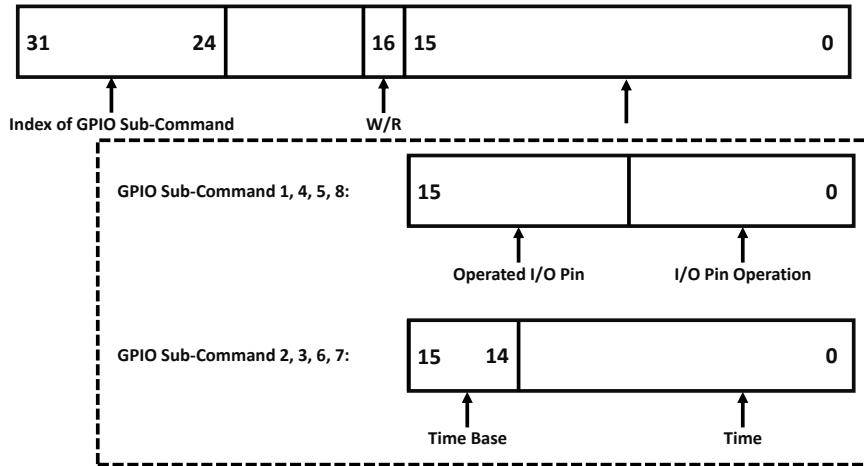 31 24 16 15 0
Index of GPIO Sub-Command W/R
GPIO Sub-Command 1, 4, 5, 8: 15 0
Operated I/O Pin I/O Pin Operation
GPIO Sub-Command 2, 3, 6, 7: 15 14 0
Time Base Time